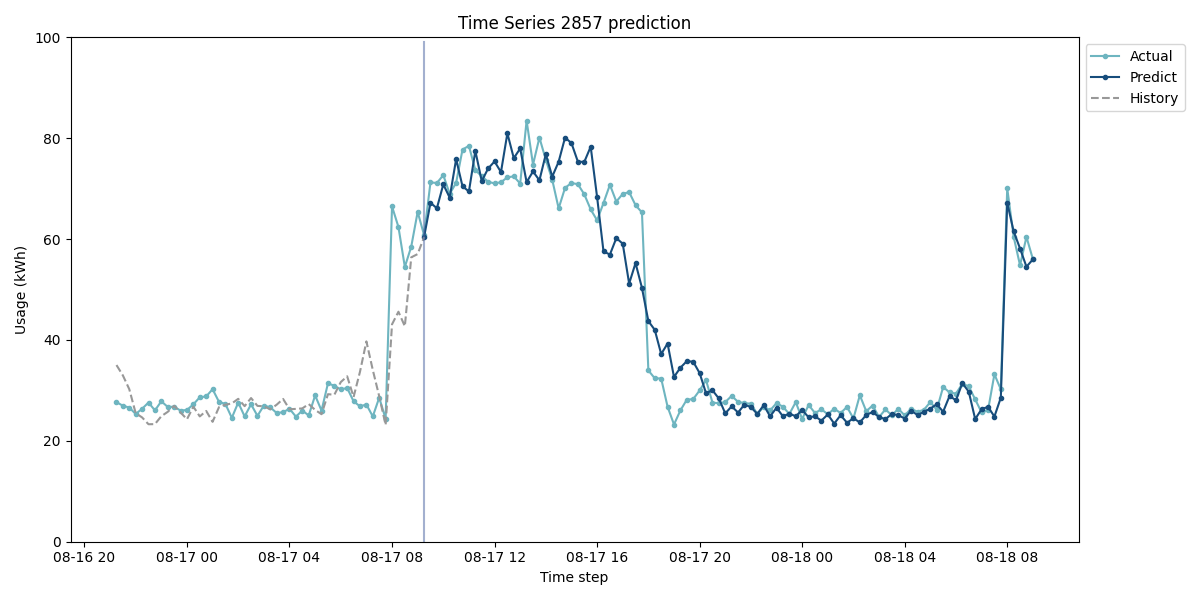 Time Series 2857 prediction
100
80
60
40
20
0
Usage (kWh)
08-16 20
08-17 00
08-17 04
08-17 08
08-17 12
08-17 16
08-17 20
08-18 00
08-18 04
08-18 08
Time step
Actual
Predict
History